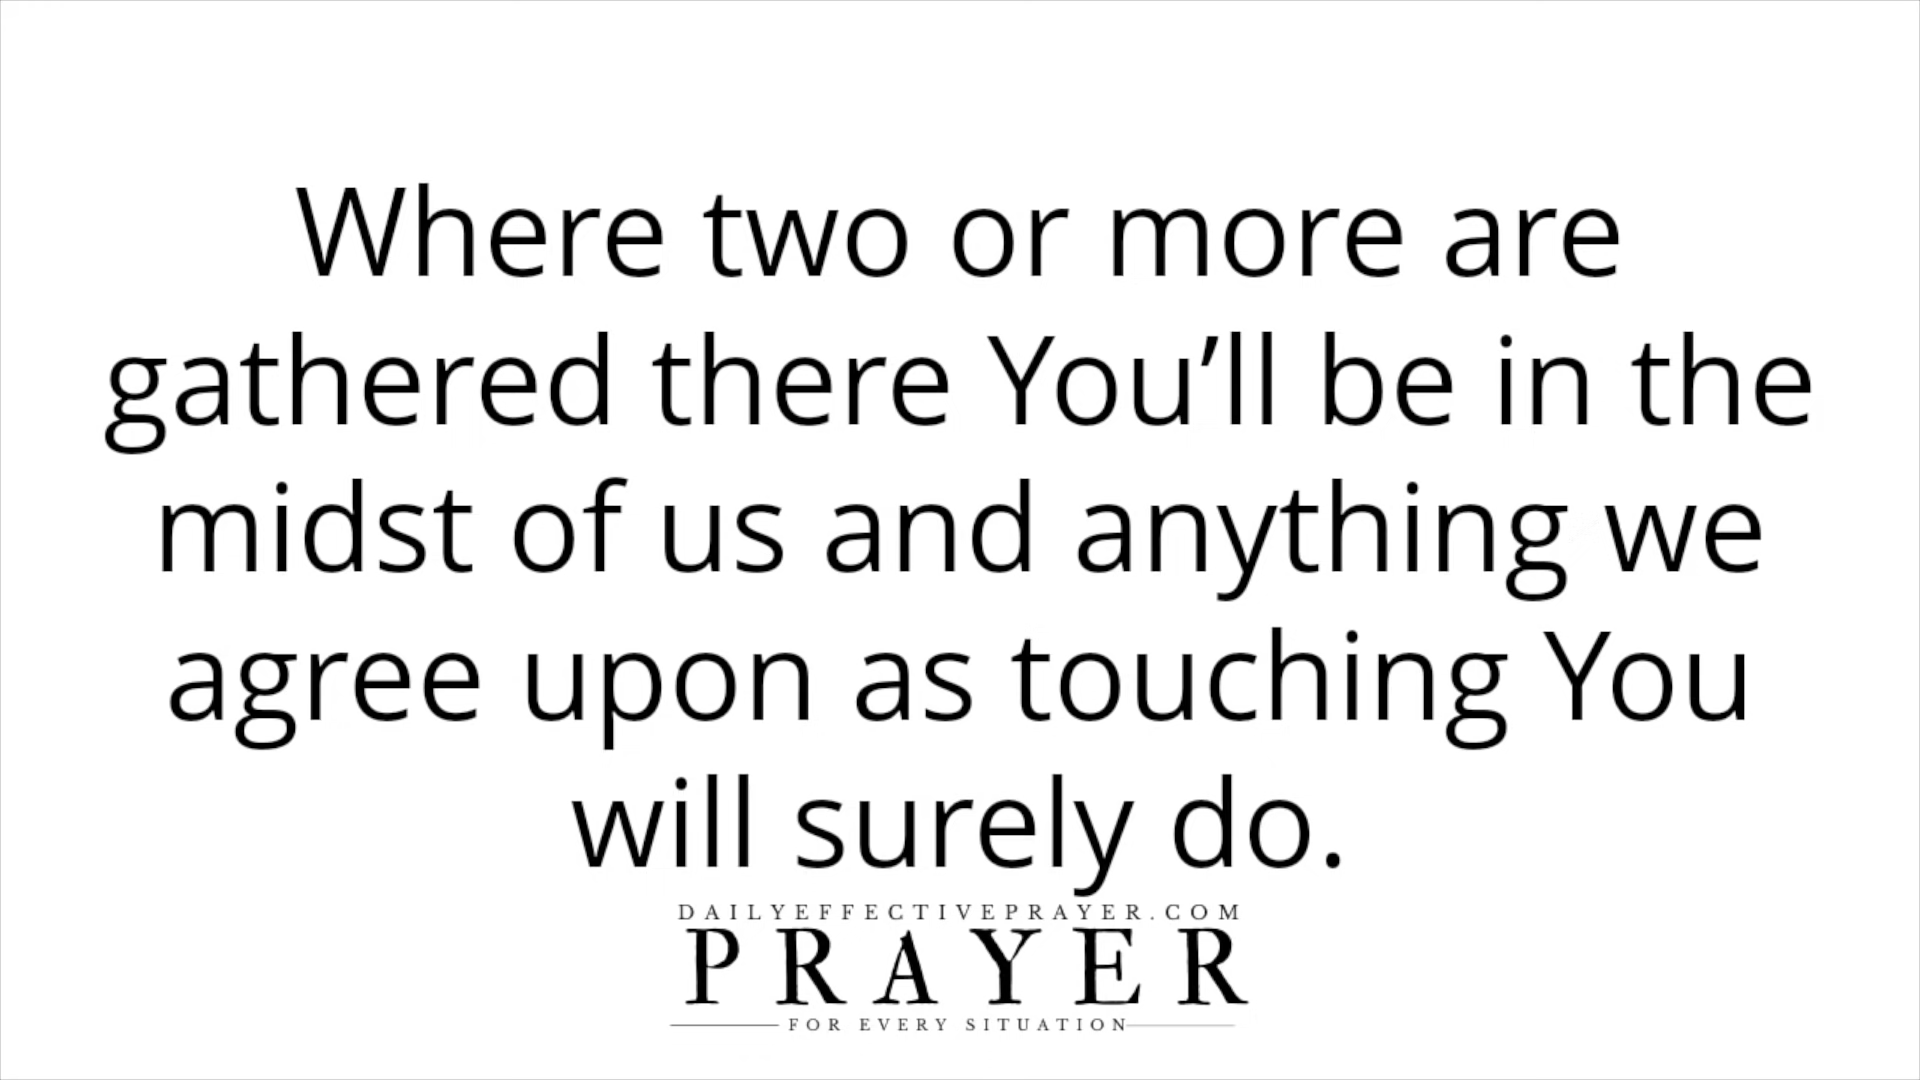 Where two or more are
gathered there You’ll be in the
midst of us and anything we
agree upon as touching You
will surely do.
DAILYEFFECTIVEPRAYER.COM
PRAYER
FOR EVERY SITUATION